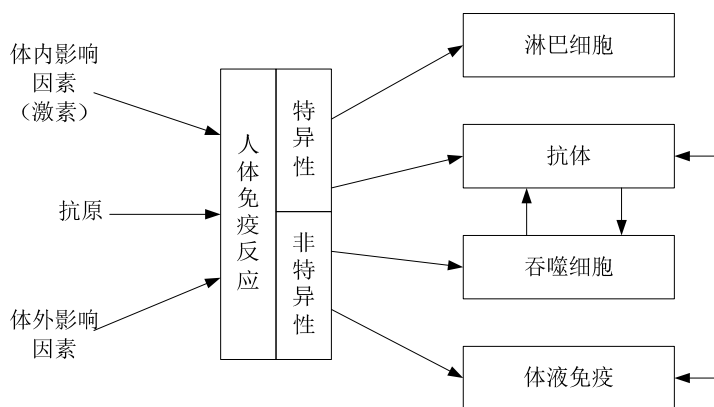 体内影响
因素
（激素）
抗原
体外影响
因素
人体免疫反应
特异性
非特异性
淋巴细胞
抗体
吞噬细胞
体液免疫